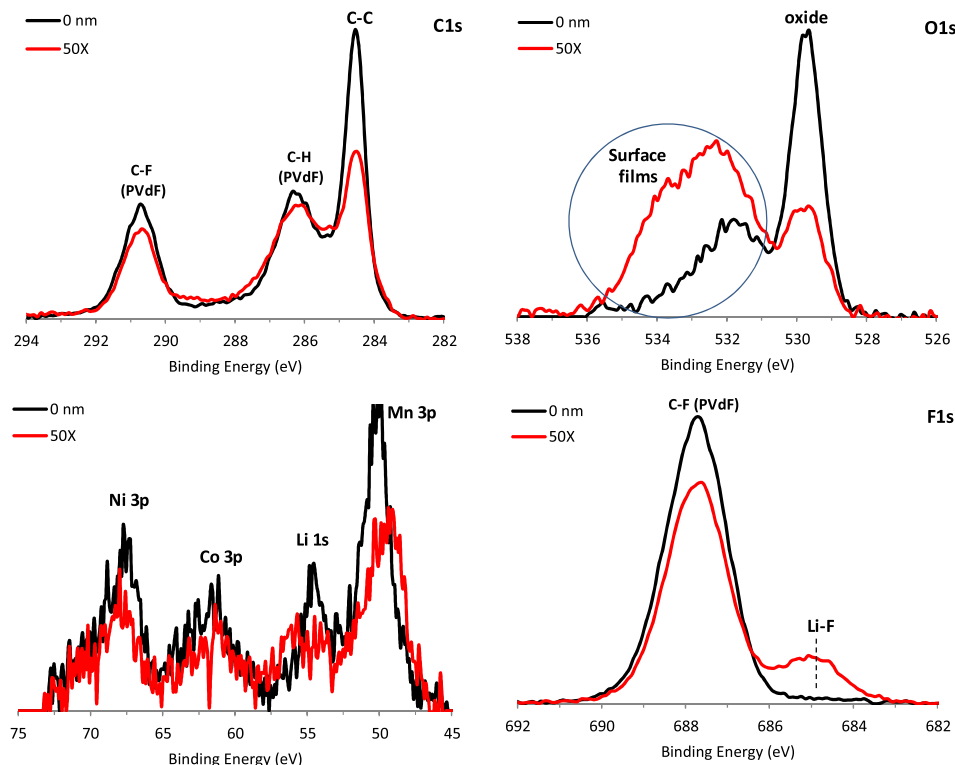 0 nm
50X
C-C
C1s
C-F
(PVdF)
C-H
(PVdF)
294 292 290 288 286 284 282
Binding Energy (eV)
0 nm
50X
oxide
O1s
Surface
films
538 536 534 532 530 528 526
Binding Energy (eV)
0 nm
50X
Mn 3p
Ni 3p
Co 3p
Li 1s
75 70 65 60 55 50 45
Binding Energy (eV)
0 nm
50X
C-F (PVdF)
F1s
Li-F
692 690 688 686 684 682
Binding Energy (eV)